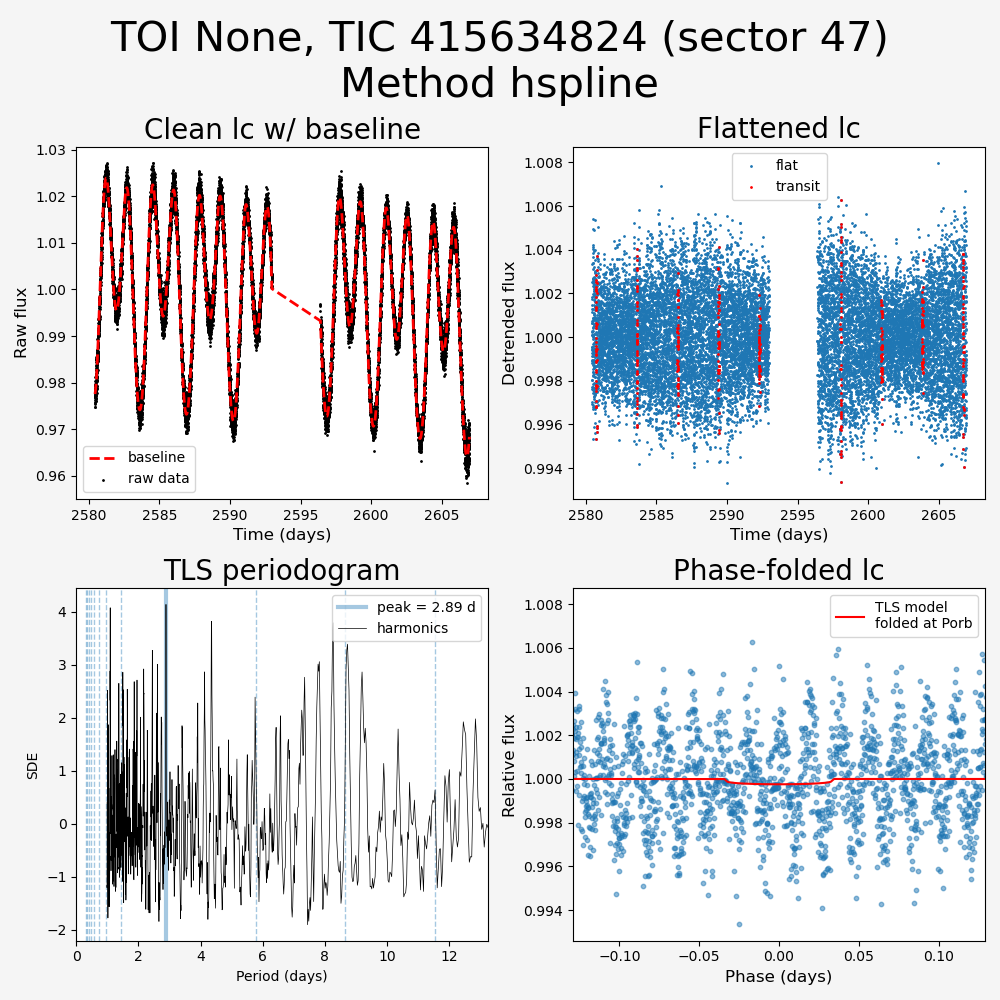 TOI None, TIC 415634824 (sector 47)
Method hspline
Clean lc w/ baseline
Raw flux
1.03
1.02
1.01
1.00
0.99
0.98
0.97
0.96
baseline
raw data
2580
2585
2590
2595
2600
2605
Time (days)
Flattened lc
Detrended flux
1.008
1.006
1.004
1.002
1.000
0.998
0.996
0.994
flat
transit
2580
2585
2590
2595
2600
2605
Time (days)
TLS periodogram
SDE
4
3
2
1
0
−1
−2
peak = 2.89 d
harmonics
0
2
4
6
8
10
12
Period (days)
Phase-folded lc
Relative flux
1.008
1.006
1.004
1.002
1.000
0.998
0.996
0.994
TLS model
folded at Porb
−0.10
−0.05
0.00
0.05
0.10
Phase (days)